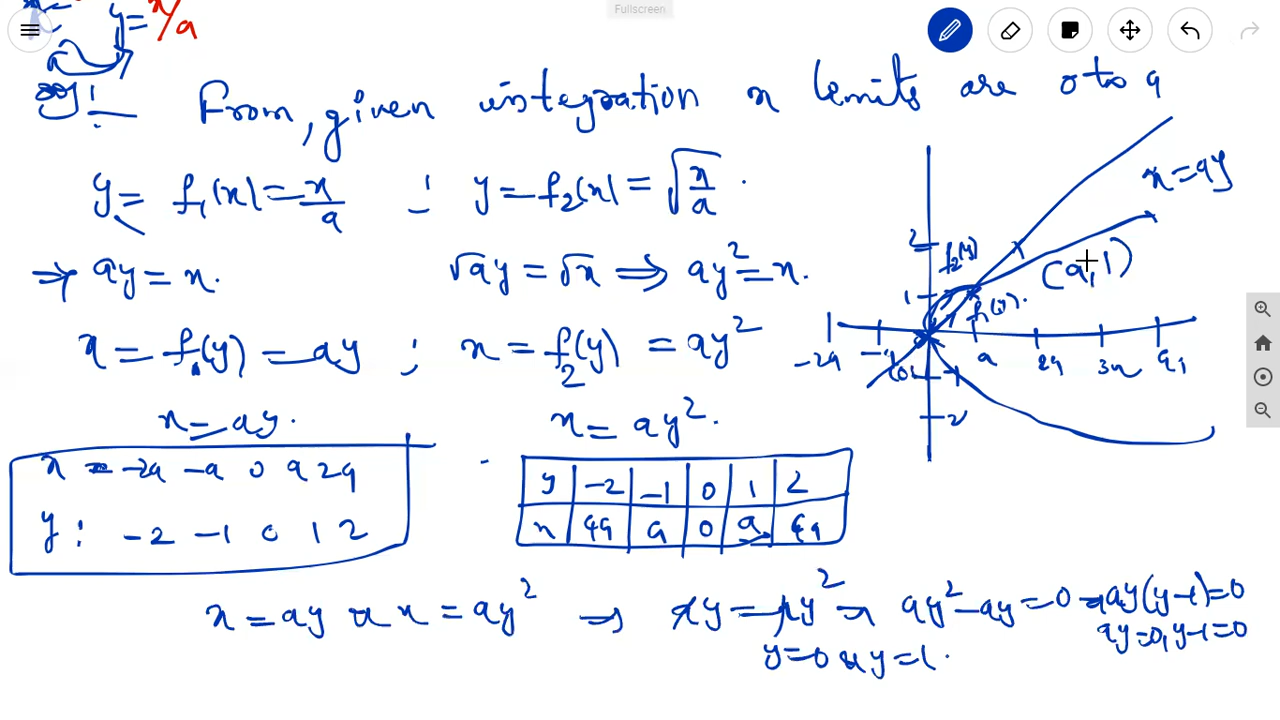 Fullscreen
y = x/a
Sol :- From, given integration x limits are 0 to a
y = f₁(x) = x/a ; y = f₂(x) = √(x/a) .
⇒ ay = x. √a y = √x ⇒ ay² = x.
x = f₁(y) = ay ; x = f₂(y) = ay²
x = ay. x = ay².
x = -2a -a 0 a 2a
y : -2 -1 0 1 2
y -2 -1 0 1 2
x 4a a 0 a 4a
x = ay x = ay² ⇒ ay = ay² ⇒ ay² - ay = 0 ⇒ ay(y-1) = 0
ay = 0, y-1 = 0
y = 0 & y = 1.
x = ay
2 f₂(y)
(a,1)
1 f₁(y).
-2a -a a 2a 3a 4a
-1
-2